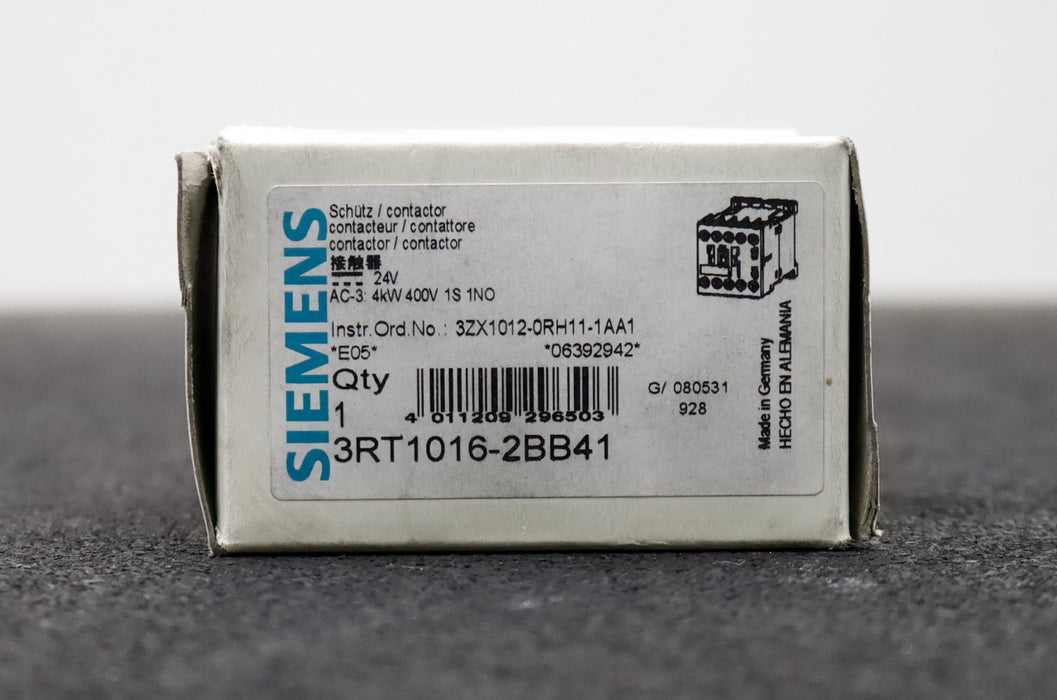 SIEMENS
Schütz / contactor
contacteur / contattore
contactor / contactor
接触器
24V
AC-3: 4kW 400V 1S 1NO
Instr.Ord.No.: 3ZX1012-0RH11-1AA1
*E05* *06392942*
Qty
1
4 011209 296503
G/ 080531
928
3RT1016-2BB41
Made in Germany
HECHO EN ALEMANIA